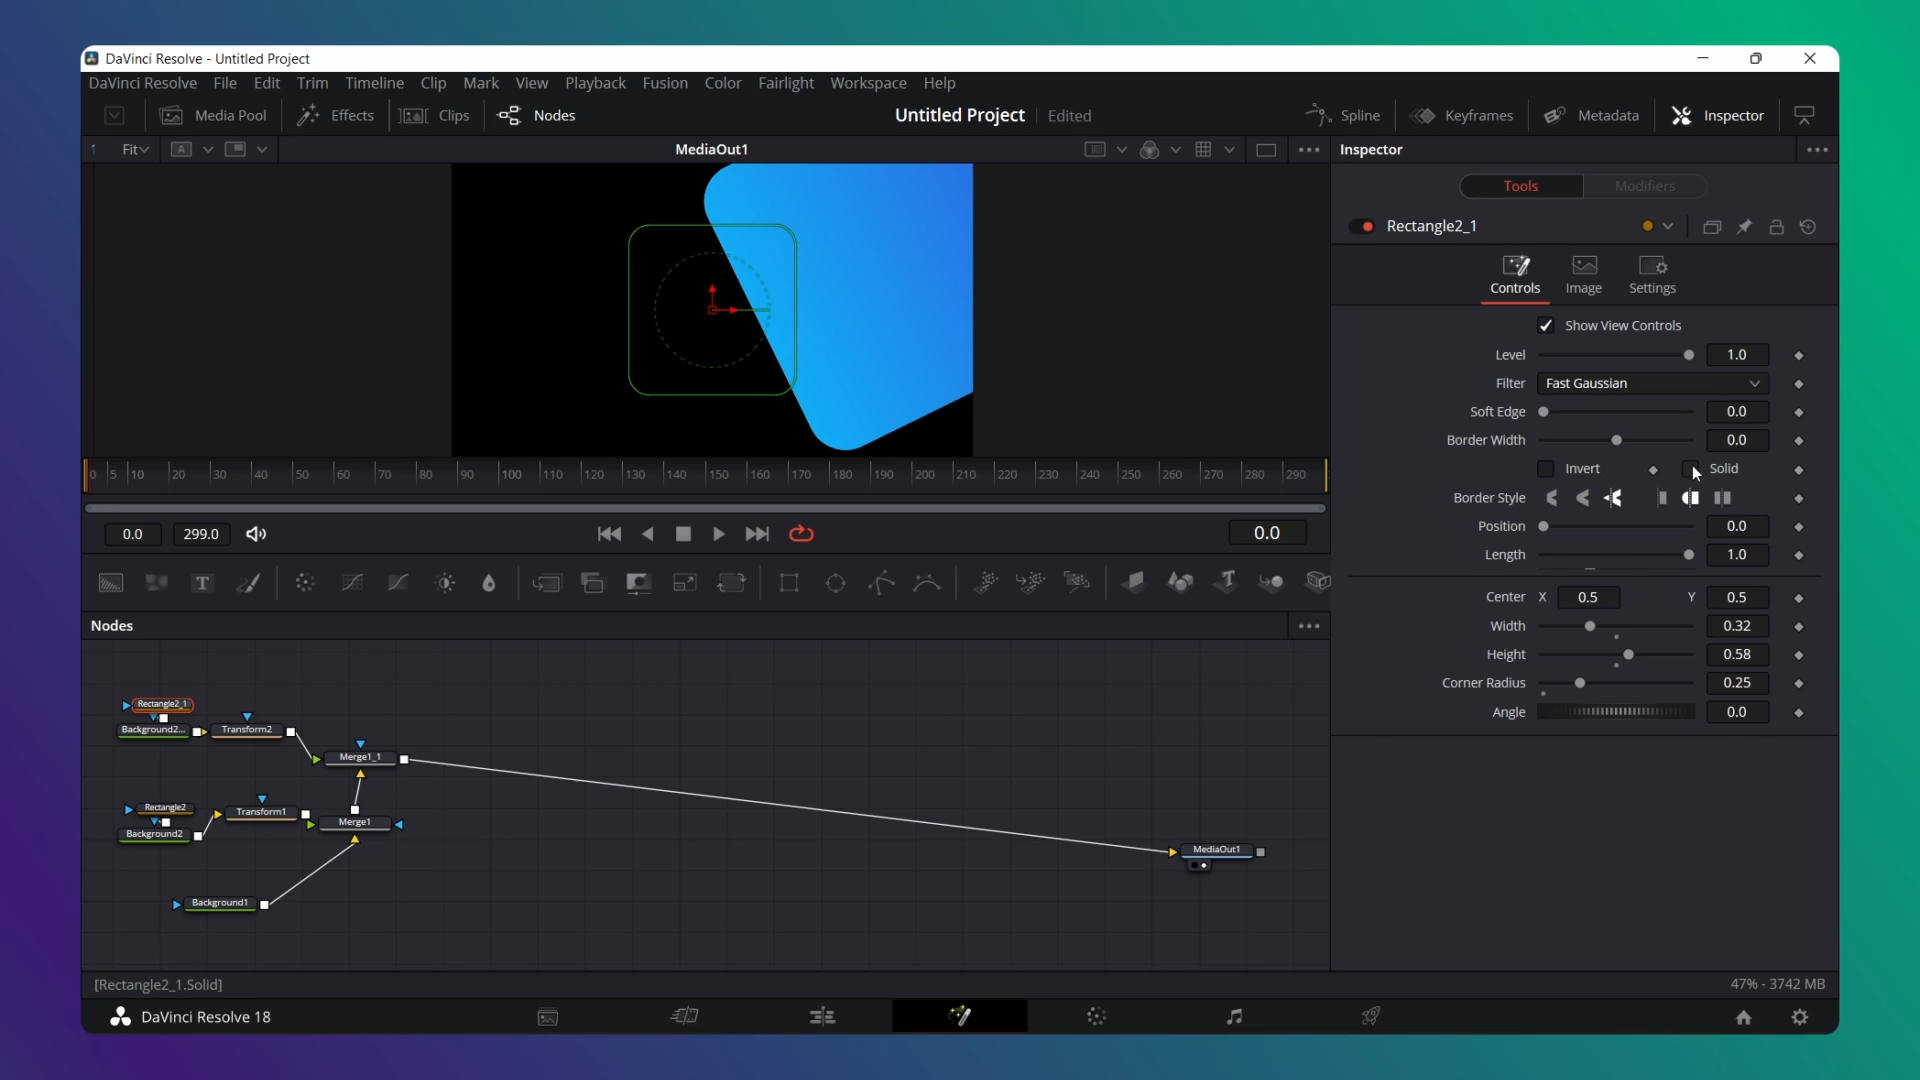 DaVinci Resolve - Untitled Project
DaVinci Resolve File Edit Trim Timeline Clip Mark View Playback Fusion Color Fairlight Workspace Help
Media Pool Effects Clips Nodes Untitled Project Edited Spline Keyframes Metadata Inspector
Fit A MediaOut1 Inspector
Tools Modifiers
Rectangle2_1
Controls Image Settings
Show View Controls
Level 1.0
Filter Fast Gaussian
Soft Edge 0.0
Border Width 0.0
Invert Solid
Border Style
Position 0.0
Length 1.0
Center X 0.5 Y 0.5
Width 0.32
Height 0.58
Corner Radius 0.25
Angle 0.0
0 5 10 20 30 40 50 60 70 80 90 100 110 120 130 140 150 160 170 180 190 200 210 220 230 240 250 260 270 280 290
0.0 299.0 0.0
T T
Nodes
Rectangle2_1
Background2... Transform2
Merge1_1
Rectangle2
Transform1
Background2 Merge1
MediaOut1
Background1
[Rectangle2_1.Solid] 47% - 3742 MB
DaVinci Resolve 18